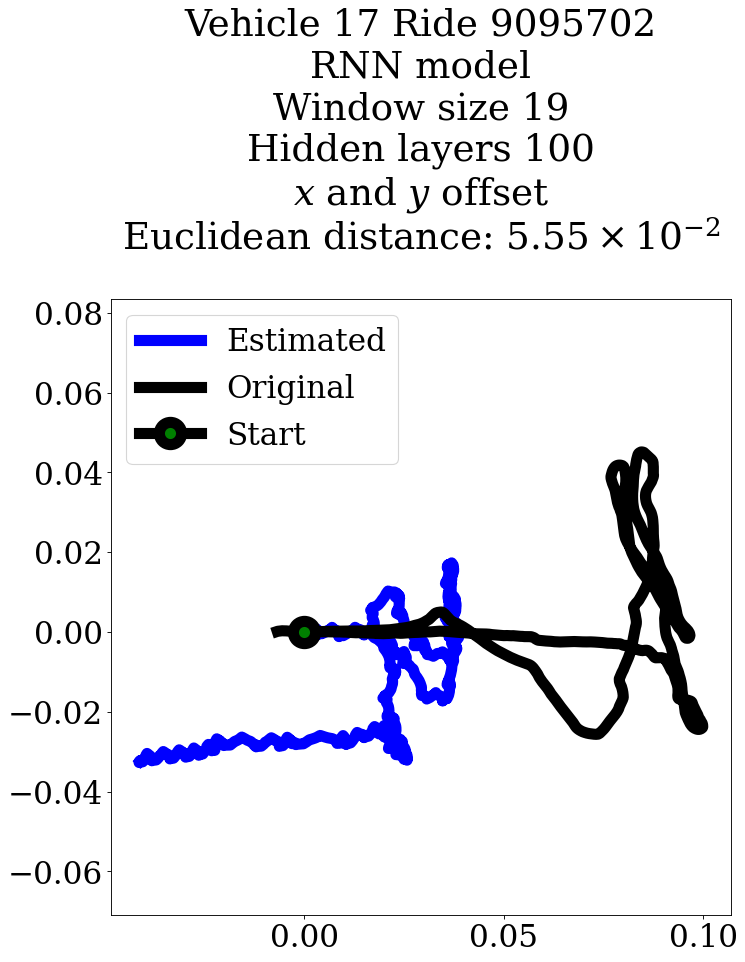 Vehicle 17 Ride 9095702
RNN model
Window size 19
Hidden layers 100
x and y offset
Euclidean distance: 5.55 × 10⁻²
0.08
0.06
0.04
0.02
0.00
−0.02
−0.04
−0.06
Estimated
Original
Start
0.00 0.05 0.10